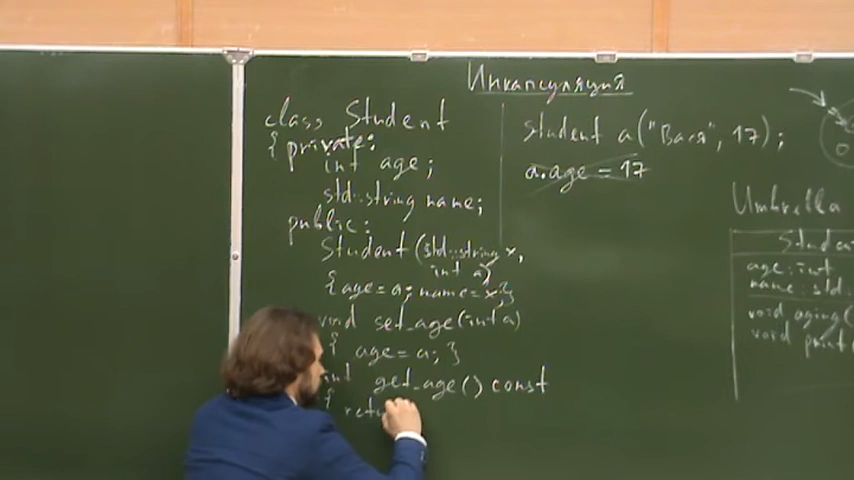 Инкапсуляция
class Student
{ private:
int age;
std::string name;
public:
Student (std::string x,
int a)
{ age = a; name = x; }
void set_age(int a)
{ age = a; }
int get_age() const
{
student a("Вася", 17);
a.age = 17
Umbrella
Student
age: int
name: std
void aging(
void print(